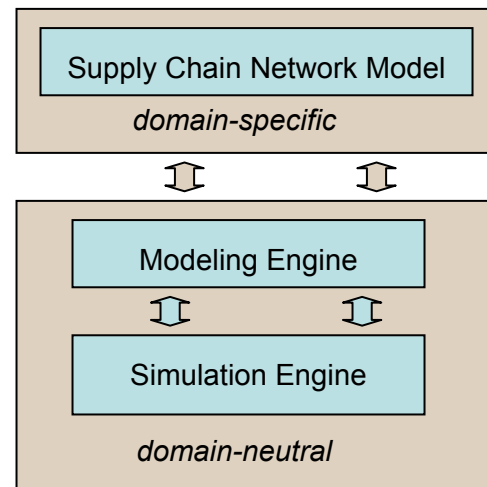 Supply Chain Network Model
domain-specific
Modeling Engine
Simulation Engine
domain-neutral